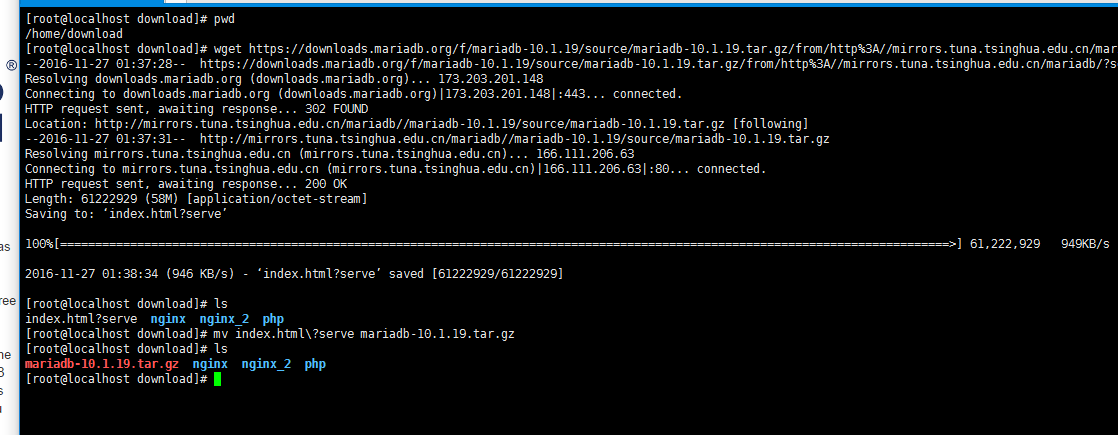 [root@localhost download]# pwd
/home/download
[root@localhost download]# wget https://downloads.mariadb.org/f/mariadb-10.1.19/source/mariadb-10.1.19.tar.gz/from/http%3A//mirrors.tuna.tsinghua.edu.cn/mar
--2016-11-27 01:37:28--  https://downloads.mariadb.org/f/mariadb-10.1.19/source/mariadb-10.1.19.tar.gz/from/http%3A//mirrors.tuna.tsinghua.edu.cn/mariadb/?s
®
Resolving downloads.mariadb.org (downloads.mariadb.org)... 173.203.201.148
Connecting to downloads.mariadb.org (downloads.mariadb.org)|173.203.201.148|:443... connected.
HTTP request sent, awaiting response... 302 FOUND
Location: http://mirrors.tuna.tsinghua.edu.cn/mariadb//mariadb-10.1.19/source/mariadb-10.1.19.tar.gz [following]
--2016-11-27 01:37:31--  http://mirrors.tuna.tsinghua.edu.cn/mariadb//mariadb-10.1.19/source/mariadb-10.1.19.tar.gz
Resolving mirrors.tuna.tsinghua.edu.cn (mirrors.tuna.tsinghua.edu.cn)... 166.111.206.63
Connecting to mirrors.tuna.tsinghua.edu.cn (mirrors.tuna.tsinghua.edu.cn)|166.111.206.63|:80... connected.
HTTP request sent, awaiting response... 200 OK
Length: 61222929 (58M) [application/octet-stream]
Saving to: ‘index.html?serve’
as
100%[=================================================================================================================================>] 61,222,929   949KB/s
2016-11-27 01:38:34 (946 KB/s) - ‘index.html?serve’ saved [61222929/61222929]
ree
[root@localhost download]# ls
index.html?serve  nginx  nginx_2  php
[root@localhost download]# mv index.html\?serve mariadb-10.1.19.tar.gz
[root@localhost download]# ls
ne
mariadb-10.1.19.tar.gz  nginx  nginx_2  php
[root@localhost download]#